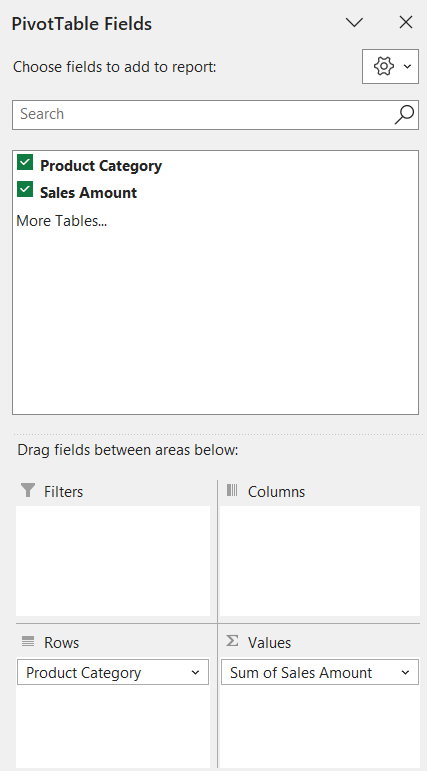 PivotTable Fields
Choose fields to add to report:
Search
Product Category
Sales Amount
More Tables...
Drag fields between areas below:
Filters
Columns
Rows
Values
Product Category
Sum of Sales Amount